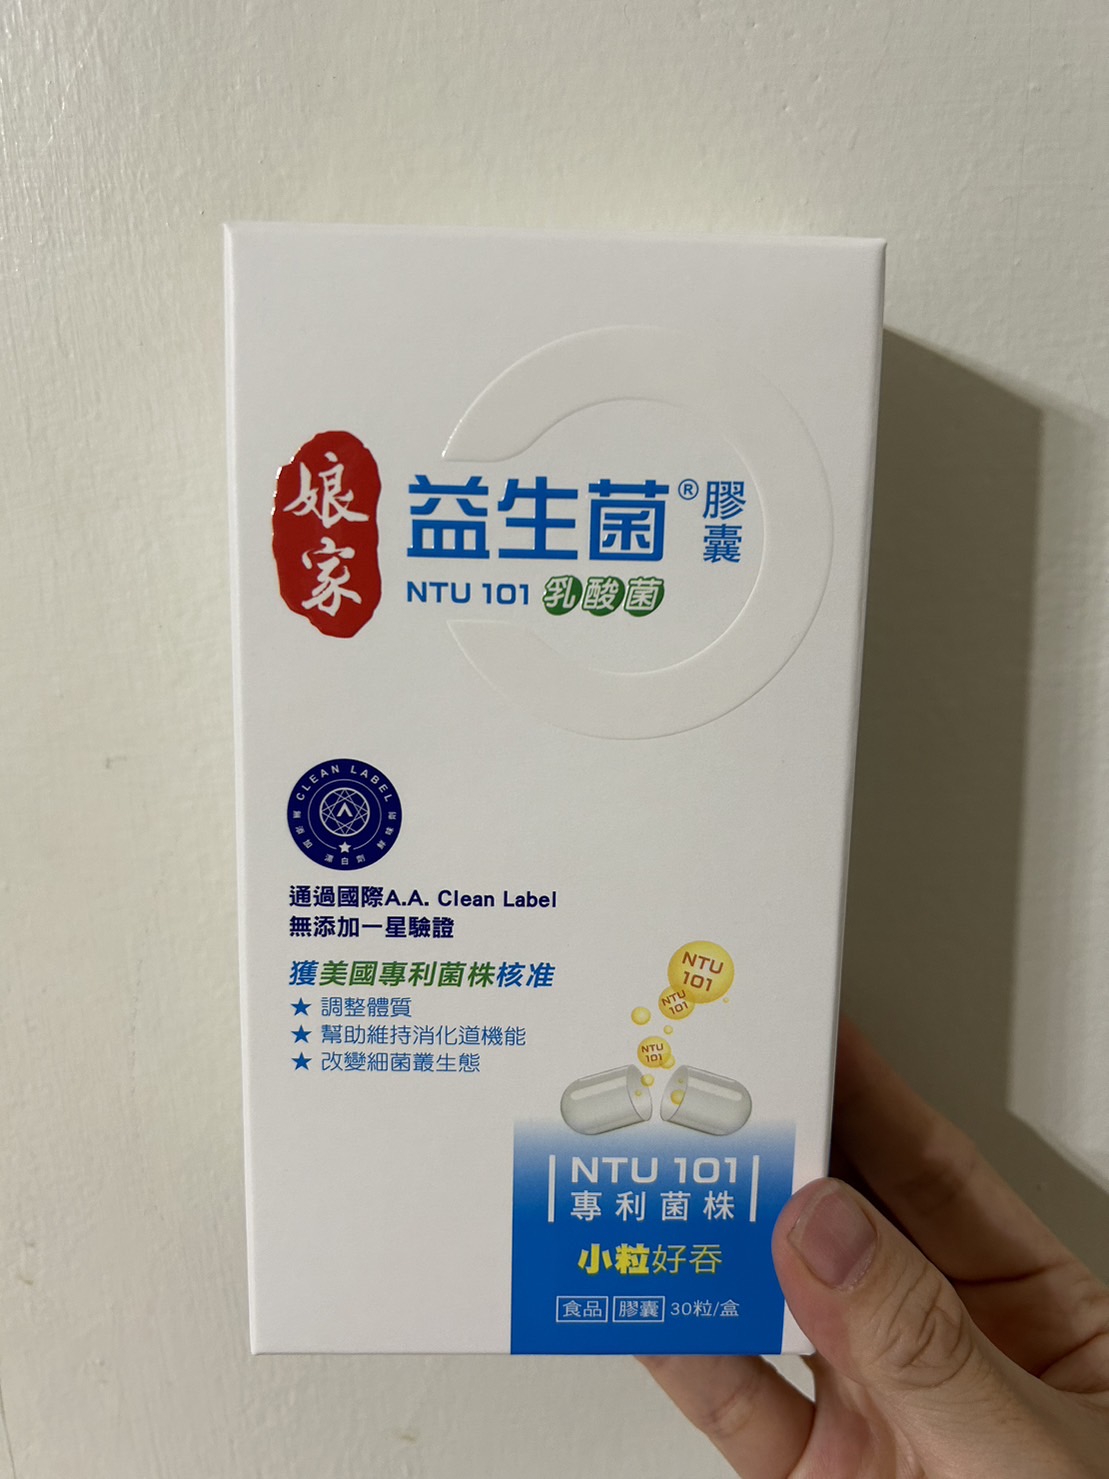 娘家
益生菌®膠囊
NTU 101 乳酸菌
CLEAN LABEL
通過國際A.A. Clean Label
無添加一星驗證
獲美國專利菌株核准
★ 調整體質
★ 幫助維持消化道機能
★ 改變細菌叢生態
NTU 101
NTU 101
NTU 101
NTU 101
專利菌株
小粒好吞
食品 膠囊 30粒/盒